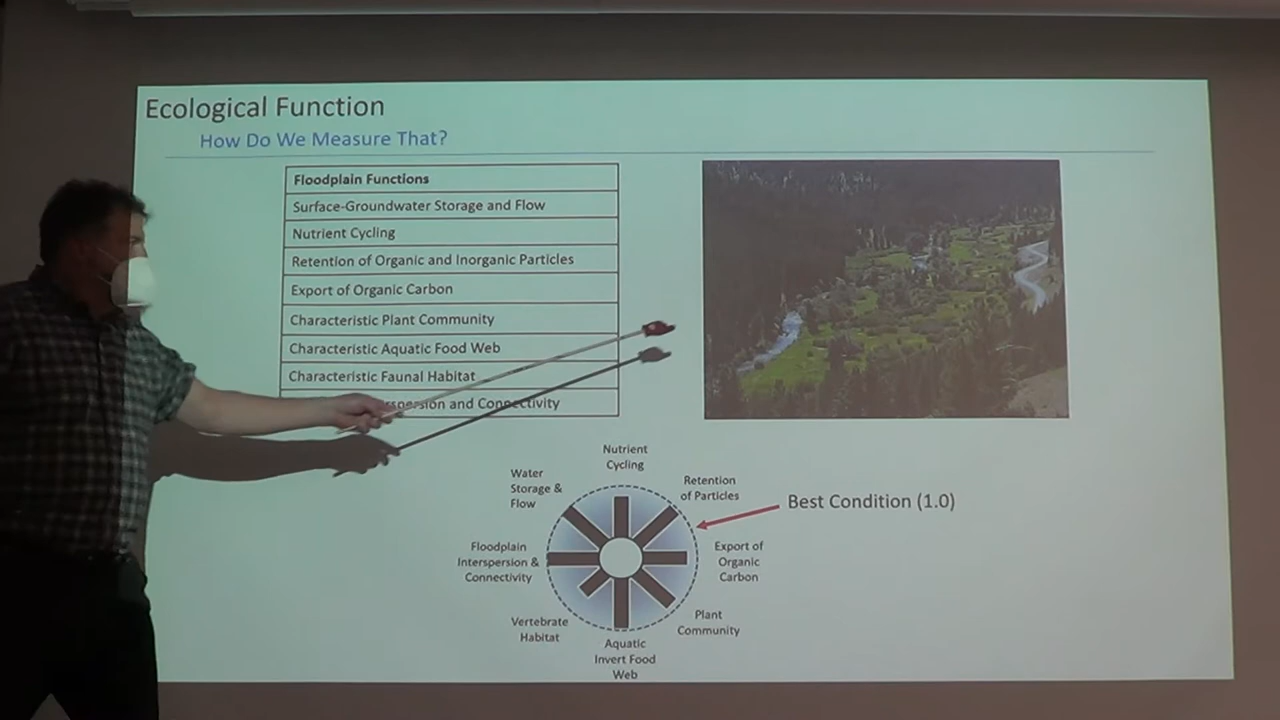 Ecological Function
How Do We Measure That?
Floodplain Functions
Surface-Groundwater Storage and Flow
Nutrient Cycling
Retention of Organic and Inorganic Particles
Export of Organic Carbon
Characteristic Plant Community
Characteristic Aquatic Food Web
Characteristic Faunal Habitat
and Connectivity
Nutrient
Cycling
Water
Storage &
Flow
Retention
of Particles
Best Condition (1.0)
Floodplain
Interspersion &
Connectivity
Export of
Organic
Carbon
Vertebrate
Habitat
Plant
Community
Aquatic
Invert Food
Web